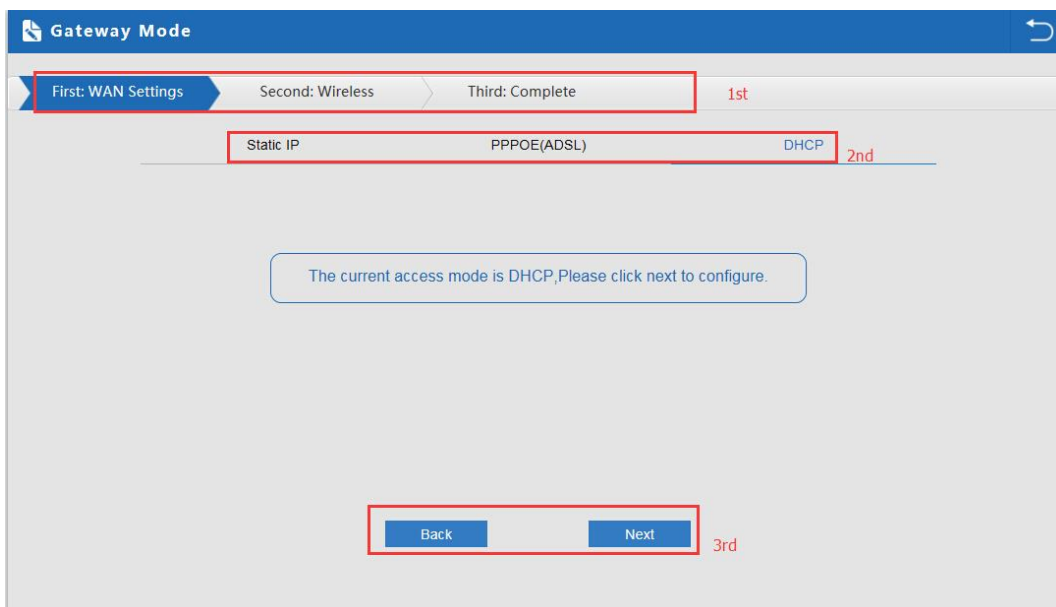 Gateway Mode
First: WAN Settings Second: Wireless Third: Complete 1st
Static IP PPPOE(ADSL) DHCP 2nd
The current access mode is DHCP,Please click next to configure.
Back Next 3rd